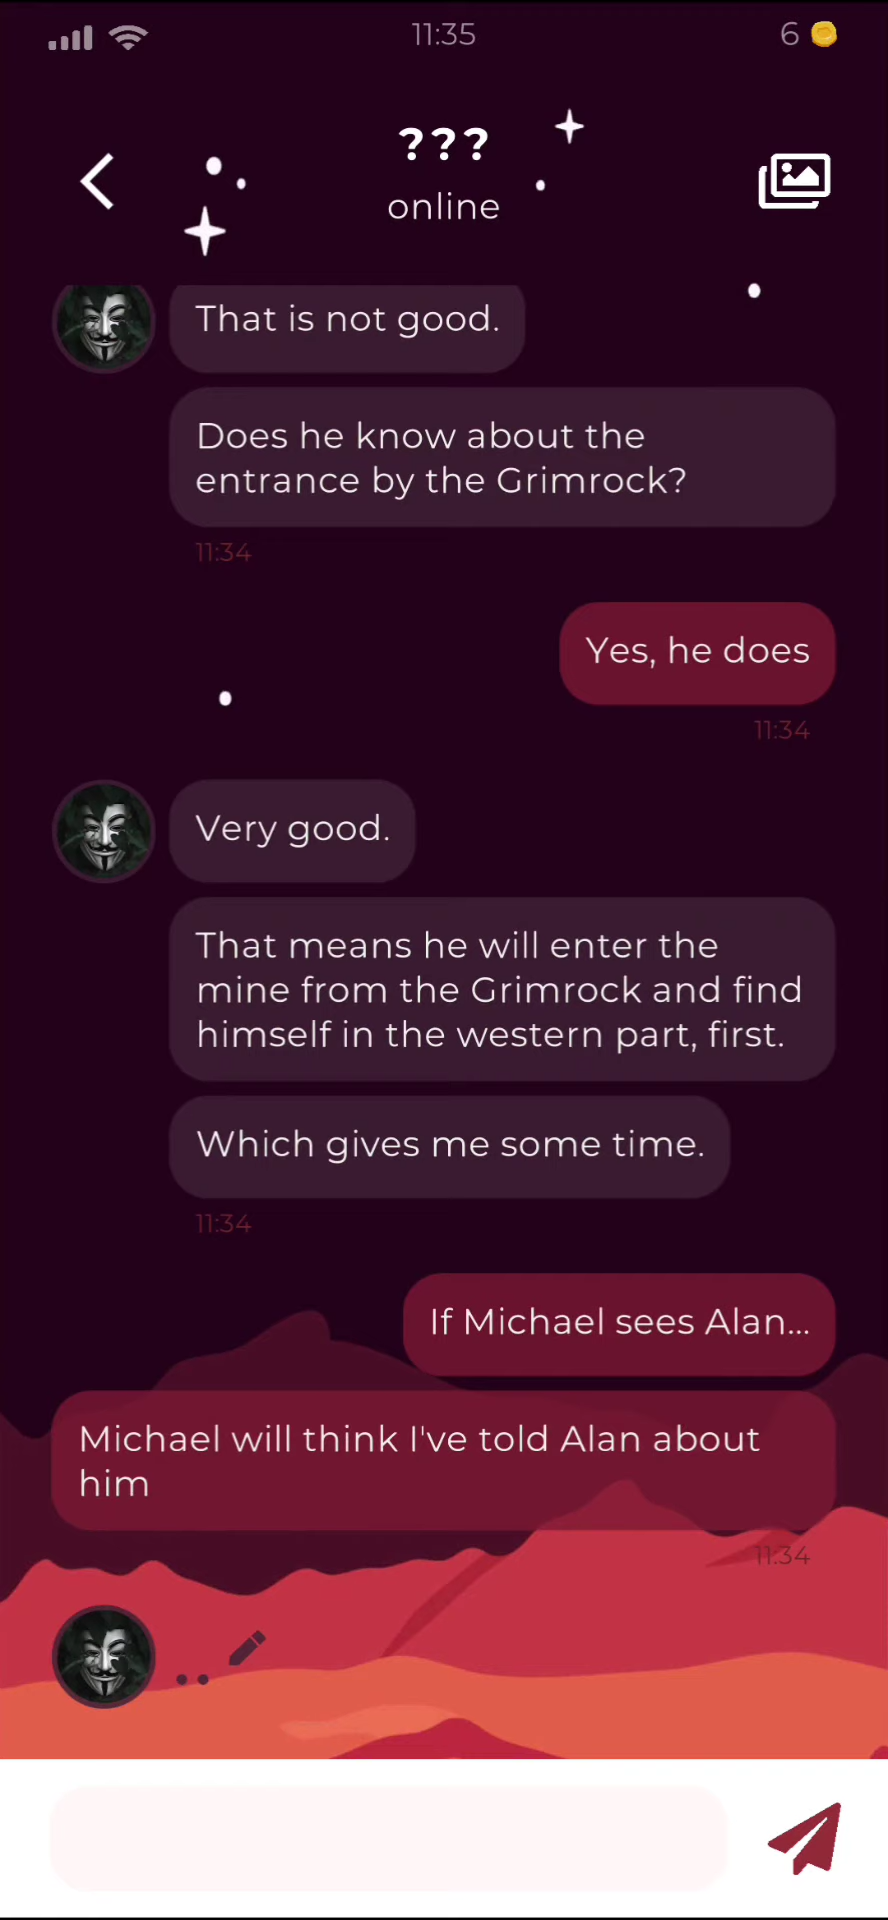 11:35
6
???
online
That is not good.
Does he know about the
entrance by the Grimrock?
11:34
Yes, he does
11:34
Very good.
That means he will enter the
mine from the Grimrock and find
himself in the western part, first.
Which gives me some time.
11:34
If Michael sees Alan...
Michael will think I've told Alan about
him
11:34